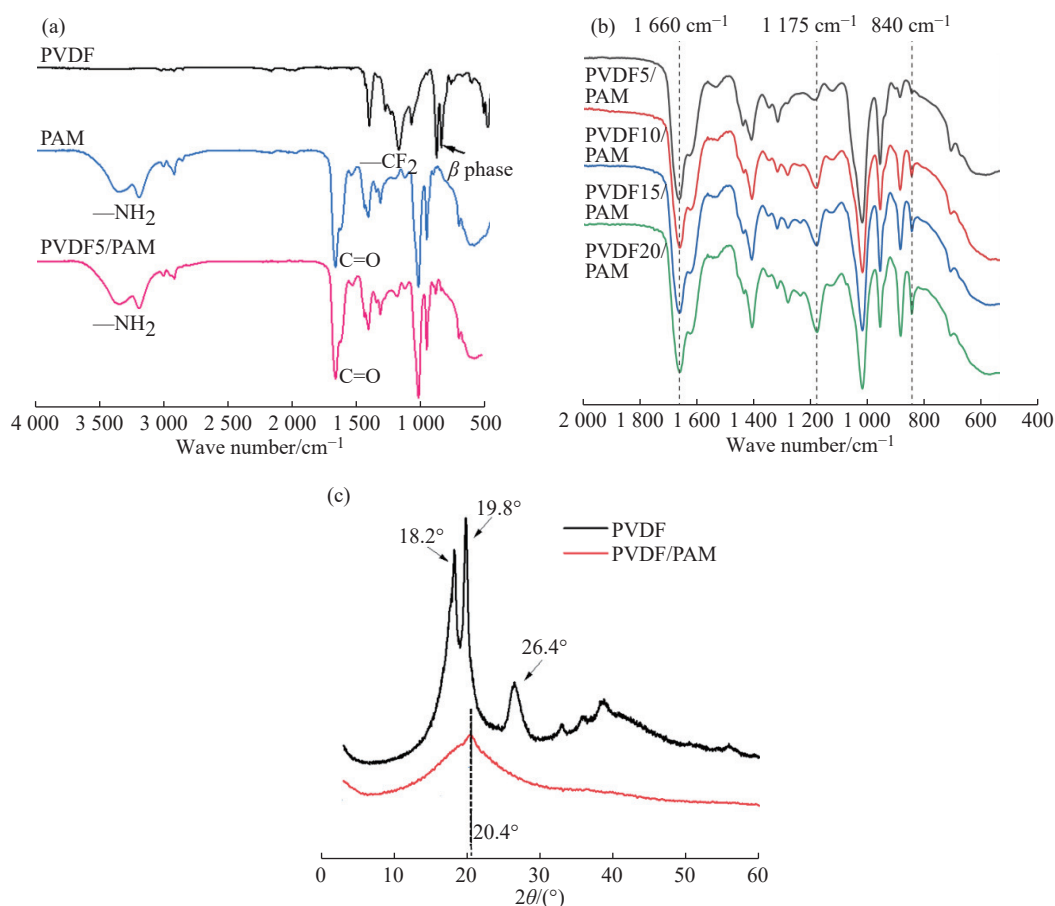 (a)
PVDF
4 000 3 500 3 000 2 500 2 000 1 500 1 000 500
PAM
—CF₂
β phase
—NH₂
C=O
PVDF5/PAM
—NH₂
C=O
Wave number/cm⁻¹
(b)
1 660 cm⁻¹ 1 175 cm⁻¹ 840 cm⁻¹
PVDF5/
PAM
PVDF10/
PAM
PVDF15/
PAM
PVDF20/
PAM
2 000 1 800 1 600 1 400 1 200 1 000 800 600 400
Wave number/cm⁻¹
(c)
19.8°
18.2°
26.4°
PVDF
PVDF/PAM
20.4°
0 10 20 30 40 50 60
2θ/(°)